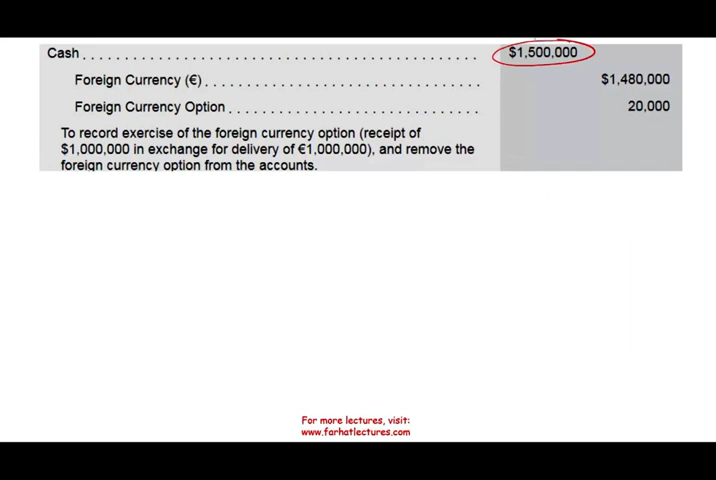 Cash . . . . . . . . . . . . . . . . . . . . . . . . . . . . . . . . . . . . . . . . . . . . . . . . . . $1,500,000
Foreign Currency (€) . . . . . . . . . . . . . . . . . . . . . . . . . . . . . . . . . . . $1,480,000
Foreign Currency Option . . . . . . . . . . . . . . . . . . . . . . . . . . . . . . . . 20,000
To record exercise of the foreign currency option (receipt of
$1,000,000 in exchange for delivery of €1,000,000), and remove the
foreign currency option from the accounts.
For more lectures, visit:
www.farhatlectures.com